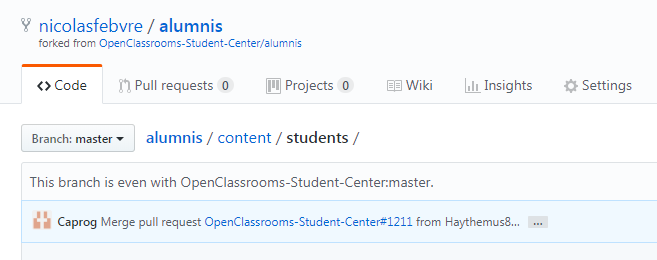 nicolasfebvre / alumnis
forked from OpenClassrooms-Student-Center/alumnis
Code Pull requests 0 Projects 0 Wiki Insights Settings
Branch: master alumnis / content / students /
This branch is even with OpenClassrooms-Student-Center:master.
Caprog Merge pull request OpenClassrooms-Student-Center#1211 from Haythemus8... ...